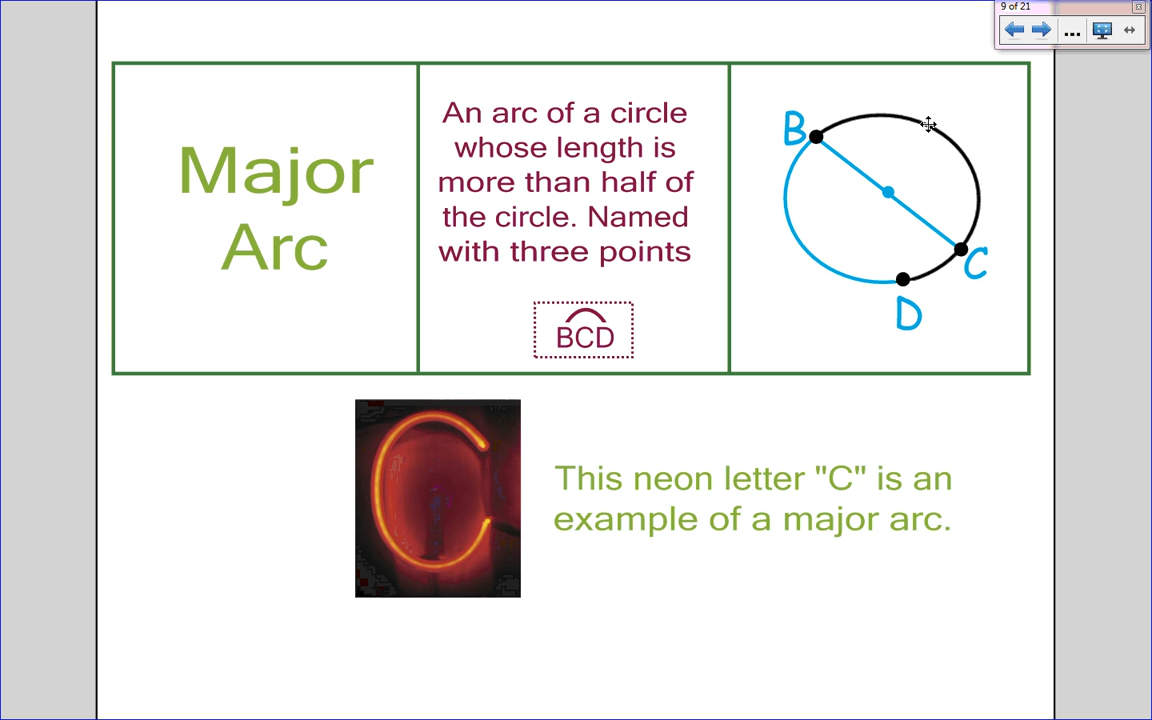 9 of 21
Major
Arc
An arc of a circle
whose length is
more than half of
the circle. Named
with three points
BCD
B
C
D
This neon letter "C" is an
example of a major arc.